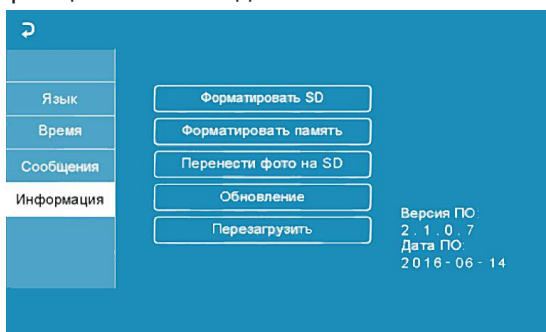 Язык
Время
Сообщения
Информация
Форматировать SD
Форматировать память
Перенести фото на SD
Обновление
Перезагрузить
Версия ПО:
2.1.0.7
Дата ПО:
2016-06-14